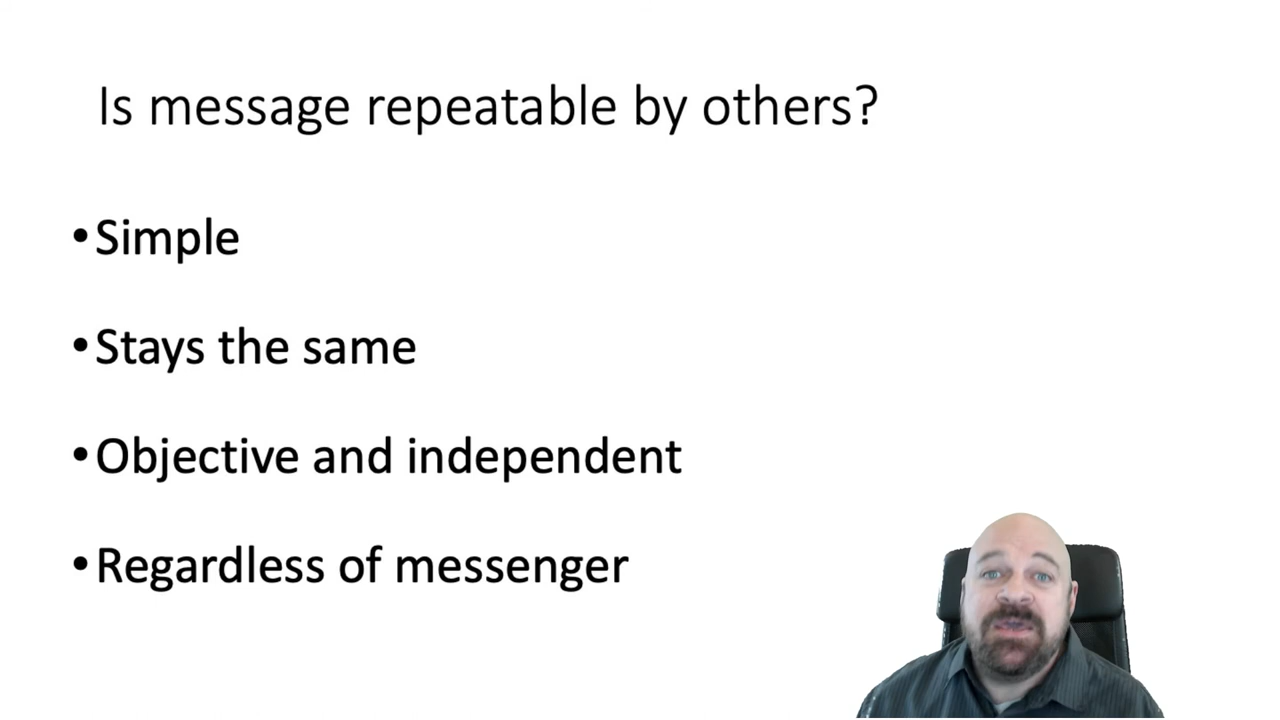 Is message repeatable by others?
•Simple
•Stays the same
•Objective and independent
•Regardless of messenger